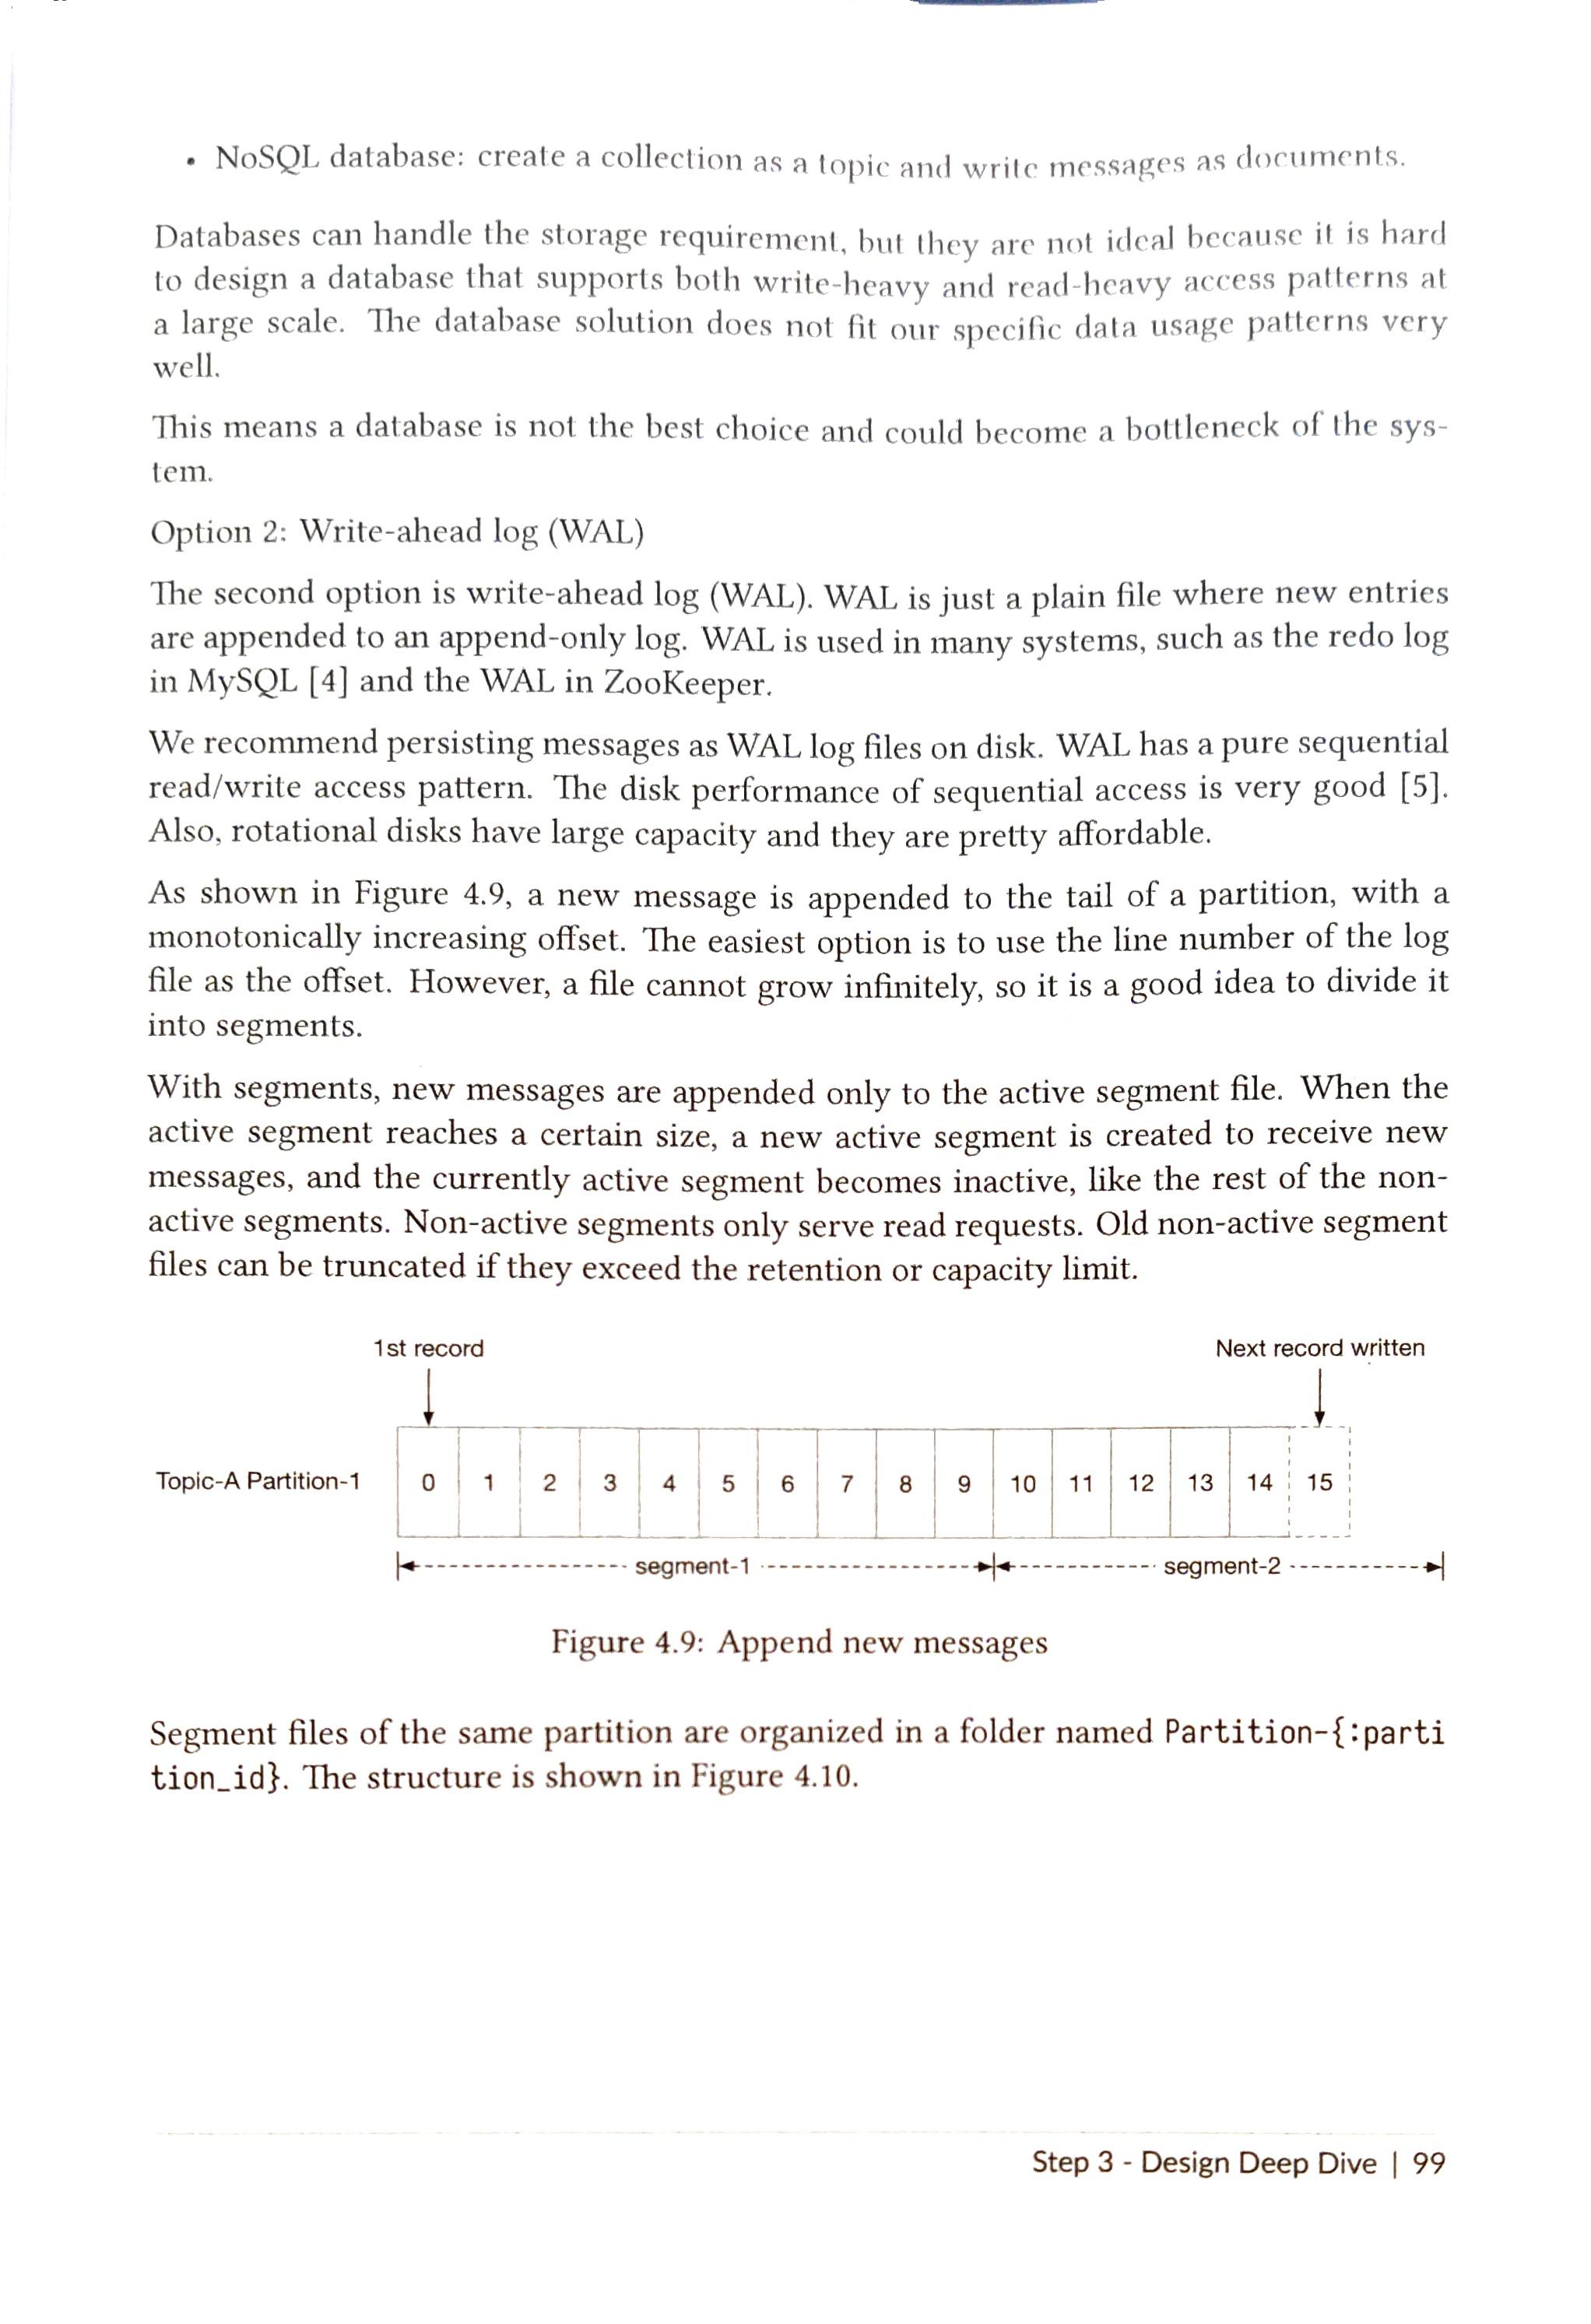 • NoSQL database: create a collection as a topic and write messages as documents.
Databases can handle the storage requirement, but they are not ideal because it is hard
to design a database that supports both write-heavy and read-heavy access patterns at
a large scale. The database solution does not fit our specific data usage patterns very
well.
This means a database is not the best choice and could become a bottleneck of the sys-
tem.
Option 2: Write-ahead log (WAL)
The second option is write-ahead log (WAL). WAL is just a plain file where new entries
are appended to an append-only log. WAL is used in many systems, such as the redo log
in MySQL [4] and the WAL in ZooKeeper.
We recommend persisting messages as WAL log files on disk. WAL has a pure sequential
read/write access pattern. The disk performance of sequential access is very good [5].
Also, rotational disks have large capacity and they are pretty affordable.
As shown in Figure 4.9, a new message is appended to the tail of a partition, with a
monotonically increasing offset. The easiest option is to use the line number of the log
file as the offset. However, a file cannot grow infinitely, so it is a good idea to divide it
into segments.
With segments, new messages are appended only to the active segment file. When the
active segment reaches a certain size, a new active segment is created to receive new
messages, and the currently active segment becomes inactive, like the rest of the non-
active segments. Non-active segments only serve read requests. Old non-active segment
files can be truncated if they exceed the retention or capacity limit.
1st record Next record written
Topic-A Partition-1 0 1 2 3 4 5 6 7 8 9 10 11 12 13 14 15
segment-1 segment-2
Figure 4.9: Append new messages
Segment files of the same partition are organized in a folder named Partition-{:parti
tion_id}. The structure is shown in Figure 4.10.
Step 3 - Design Deep Dive | 99